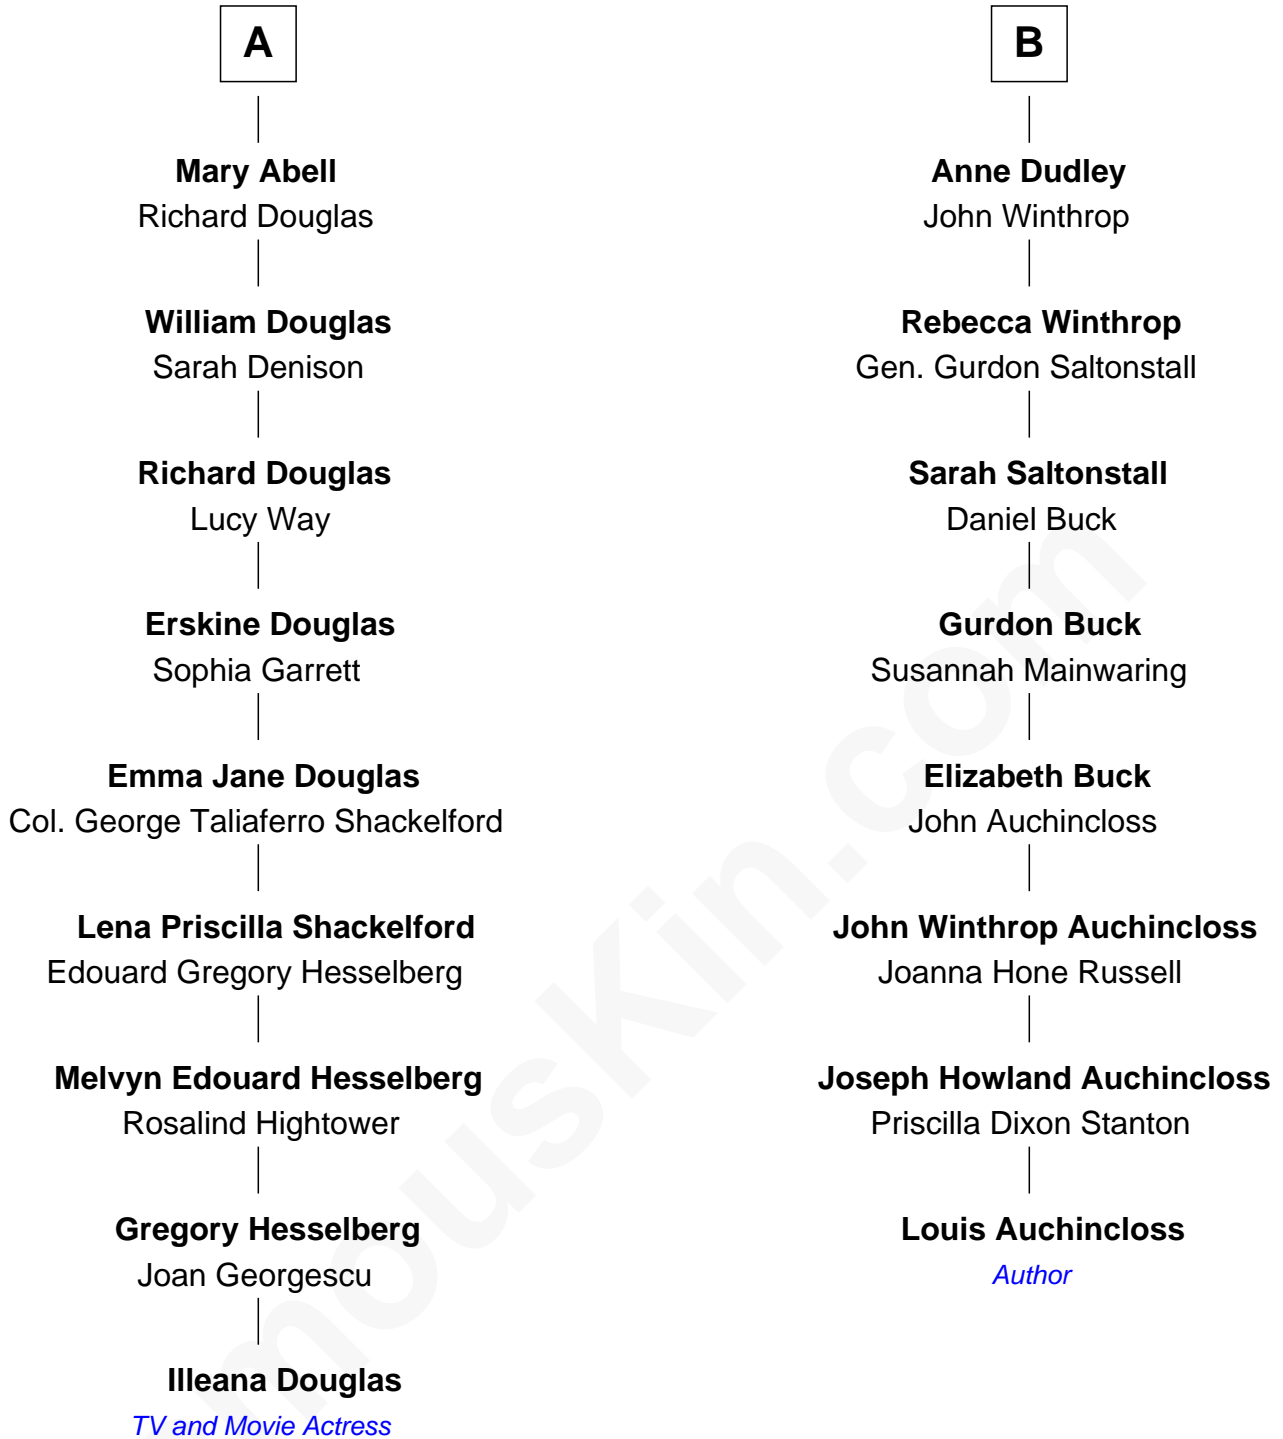 A
Mary Abell
Richard Douglas
William Douglas
Sarah Denison
Richard Douglas
Lucy Way
Erskine Douglas
Sophia Garrett
Emma Jane Douglas
Col. George Taliaferro Shackelford
Lena Priscilla Shackelford
Edouard Gregory Hesselberg
Melvyn Edouard Hesselberg
Rosalind Hightower
Gregory Hesselberg
Joan Georgescu
Illeana Douglas
TV and Movie Actress
B
Anne Dudley
John Winthrop
Rebecca Winthrop
Gen. Gurdon Saltonstall
Sarah Saltonstall
Daniel Buck
Gurdon Buck
Susannah Mainwaring
Elizabeth Buck
John Auchincloss
John Winthrop Auchincloss
Joanna Hone Russell
Joseph Howland Auchincloss
Priscilla Dixon Stanton
Louis Auchincloss
Author
mousKin.com